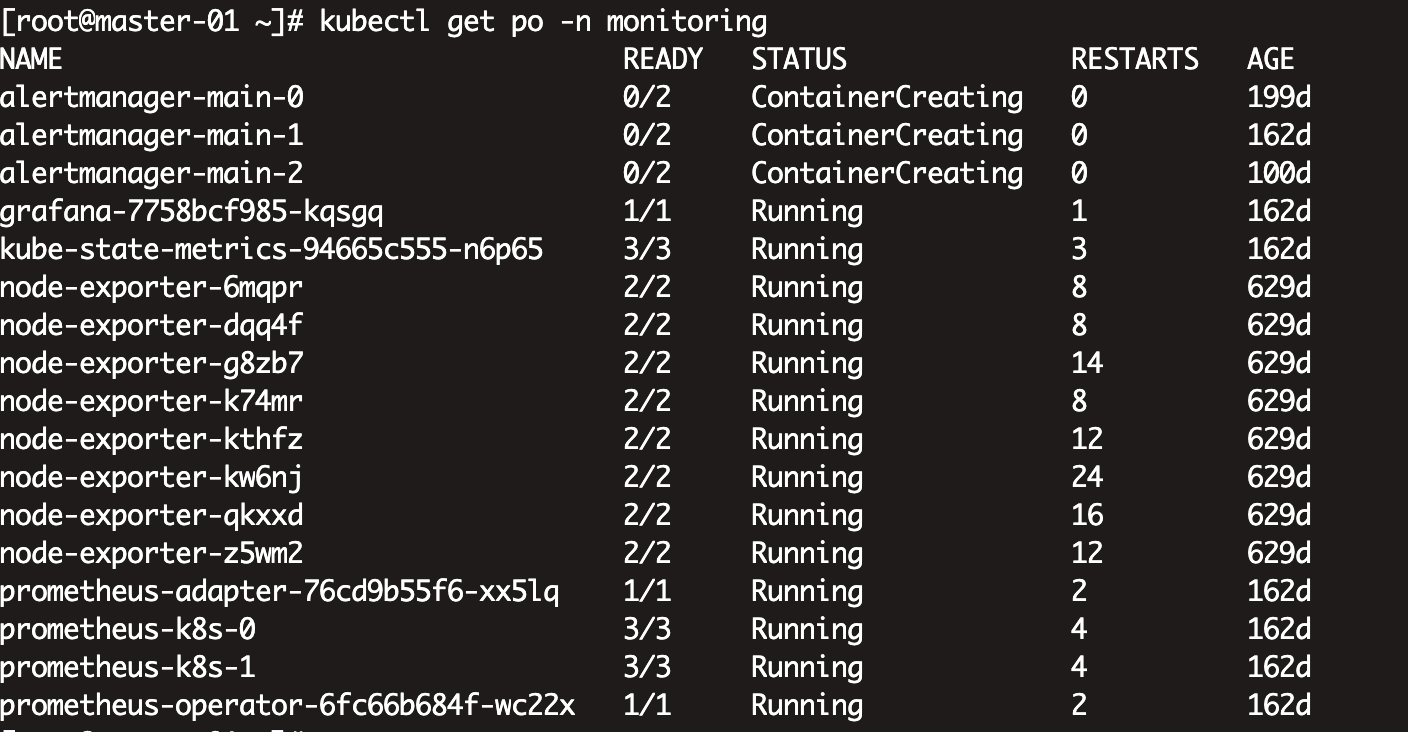 [root@master-01 ~]# kubectl get po -n monitoring
NAME READY STATUS RESTARTS AGE
alertmanager-main-0 0/2 ContainerCreating 0 199d
alertmanager-main-1 0/2 ContainerCreating 0 162d
alertmanager-main-2 0/2 ContainerCreating 0 100d
grafana-7758bcf985-kqsgq 1/1 Running 1 162d
kube-state-metrics-94665c555-n6p65 3/3 Running 3 162d
node-exporter-6mqpr 2/2 Running 8 629d
node-exporter-dqq4f 2/2 Running 8 629d
node-exporter-g8zb7 2/2 Running 14 629d
node-exporter-k74mr 2/2 Running 8 629d
node-exporter-kthfz 2/2 Running 12 629d
node-exporter-kw6nj 2/2 Running 24 629d
node-exporter-qkxxd 2/2 Running 16 629d
node-exporter-z5wm2 2/2 Running 12 629d
prometheus-adapter-76cd9b55f6-xx5lq 1/1 Running 2 162d
prometheus-k8s-0 3/3 Running 4 162d
prometheus-k8s-1 3/3 Running 4 162d
prometheus-operator-6fc66b684f-wc22x 1/1 Running 2 162d